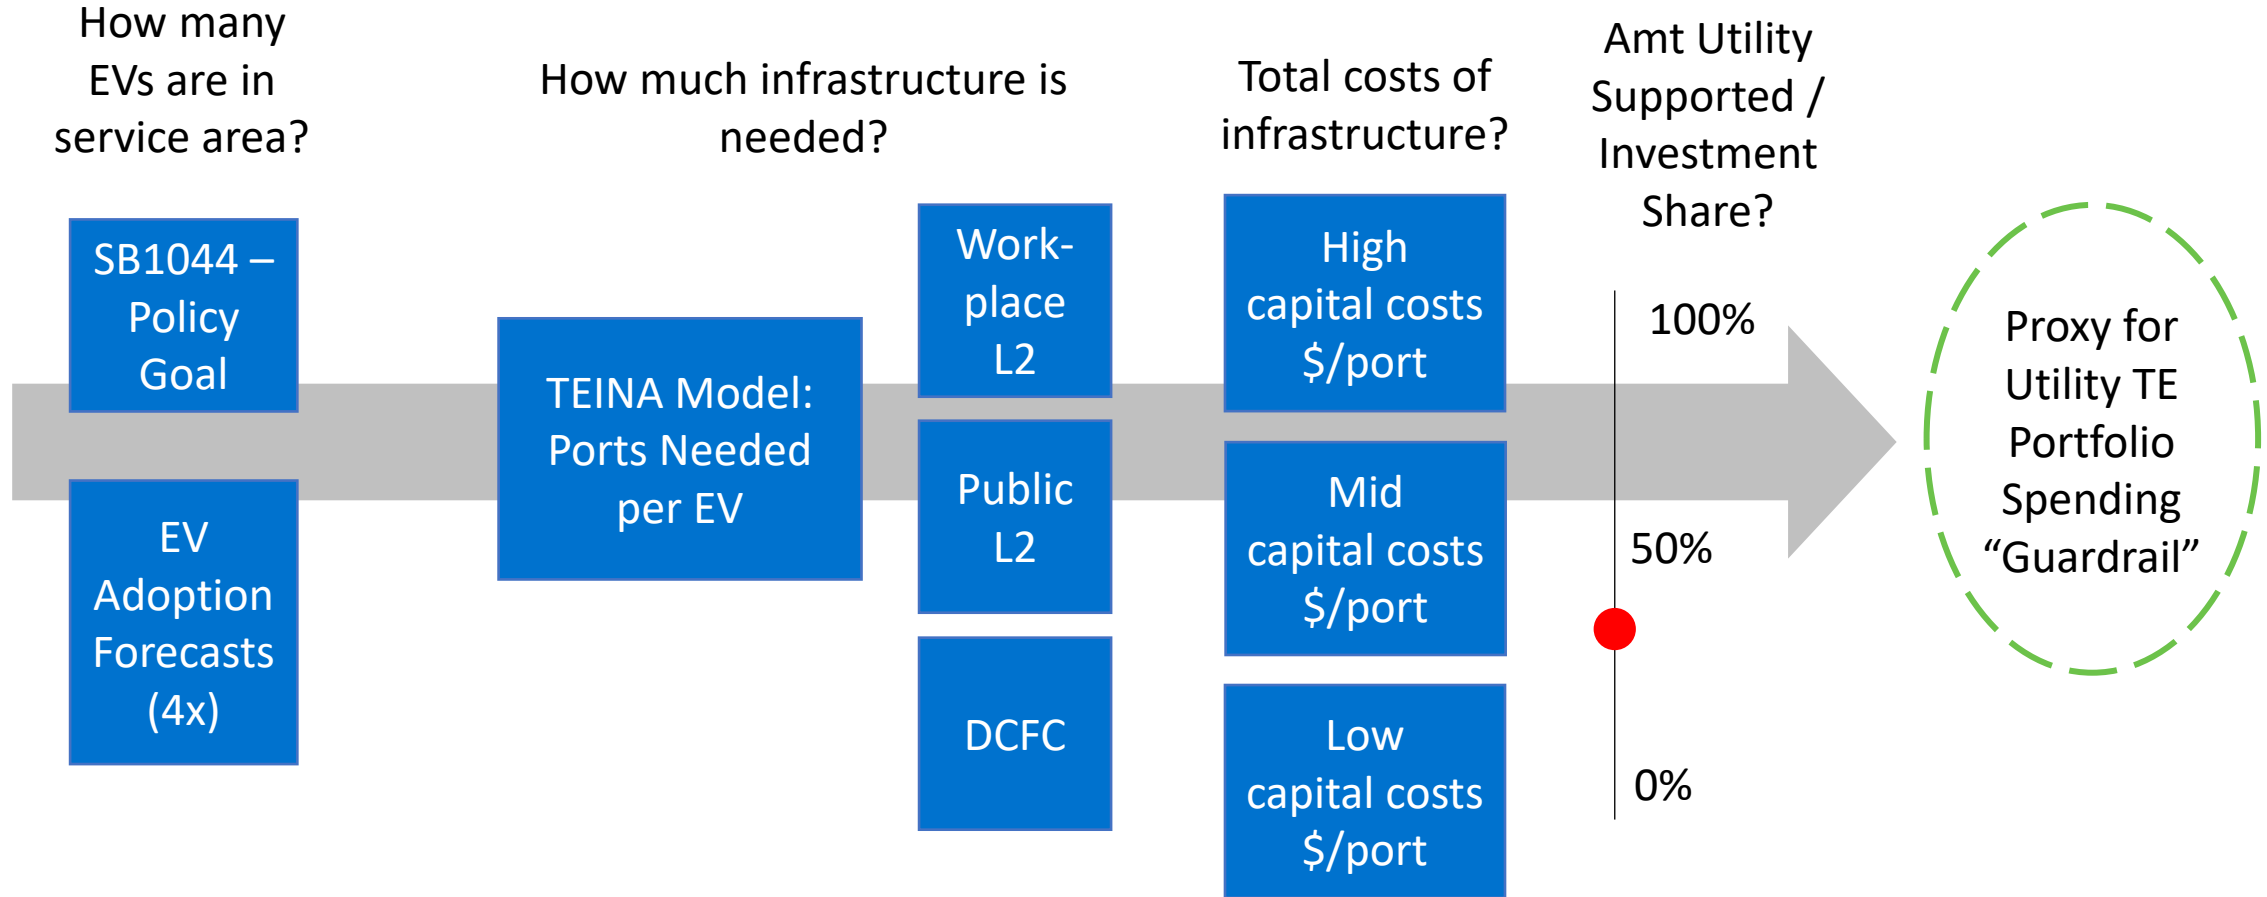 How many
EVs are in
service area?
How much infrastructure is
needed?
Total costs of
infrastructure?
Amt Utility
Supported /
Investment
Share?
SB1044 –
Policy
Goal
EV
Adoption
Forecasts
(4x)
TEINA Model:
Ports Needed
per EV
Work-
place
L2
Public
L2
DCFC
High
capital costs
$/port
Mid
capital costs
$/port
Low
capital costs
$/port
100%
50%
0%
Proxy for
Utility TE
Portfolio
Spending
“Guardrail”